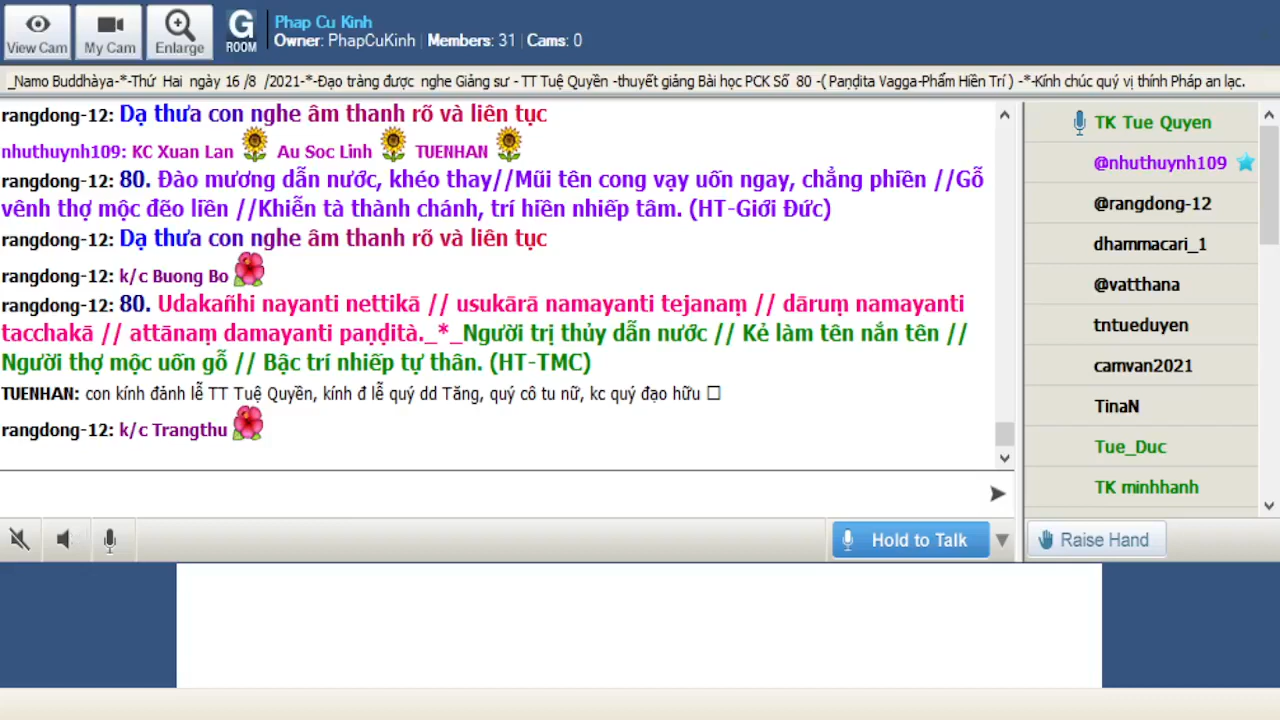 View Cam
My Cam
Enlarge
G
ROOM
Phap Cu Kinh
Owner: PhapCuKinh | Members: 31 | Cams: 0
_Namo Buddhàya-*-Thứ Hai ngày 16 /8 /2021-*-Đạo tràng được nghe Giảng sư - TT Tuệ Quyền -thuyết giảng Bài học PCK Số 80 -( Paṇḍita Vagga-Phẩm Hiền Trí ) -*-Kính chúc quý vị thính Pháp an lạc.
rangdong-12: Dạ thưa con nghe âm thanh rõ và liên tục
nhuthuynh109: KC Xuan Lan Au Soc Linh TUENHAN
rangdong-12: 80. Đào mương dẫn nước, khéo thay//Mũi tên cong vạy uốn ngay, chẳng phiền //Gỗ
vênh thợ mộc đẽo liền //Khiến tà thành chánh, trí hiền nhiếp tâm. (HT-Giới Đức)
rangdong-12: Dạ thưa con nghe âm thanh rõ và liên tục
rangdong-12: k/c Buong Bo
rangdong-12: 80. Udakañhi nayanti nettikā // usukārā namayanti tejanaṃ // dāruṃ namayanti
tacchakā // attānaṃ damayanti paṇḍità._*_Người trị thủy dẫn nước // Kẻ làm tên nắn tên //
Người thợ mộc uốn gỗ // Bậc trí nhiếp tự thân. (HT-TMC)
TUENHAN: con kính đảnh lễ TT Tuệ Quyền, kính đ lễ quý dd Tăng, quý cô tu nữ, kc quý đạo hữu □
rangdong-12: k/c Trangthu
TK Tue Quyen
@nhuthuynh109
@rangdong-12
dhammacari_1
@vatthana
tntueduyen
camvan2021
TinaN
Tue_Duc
TK minhhanh
Hold to Talk
Raise Hand